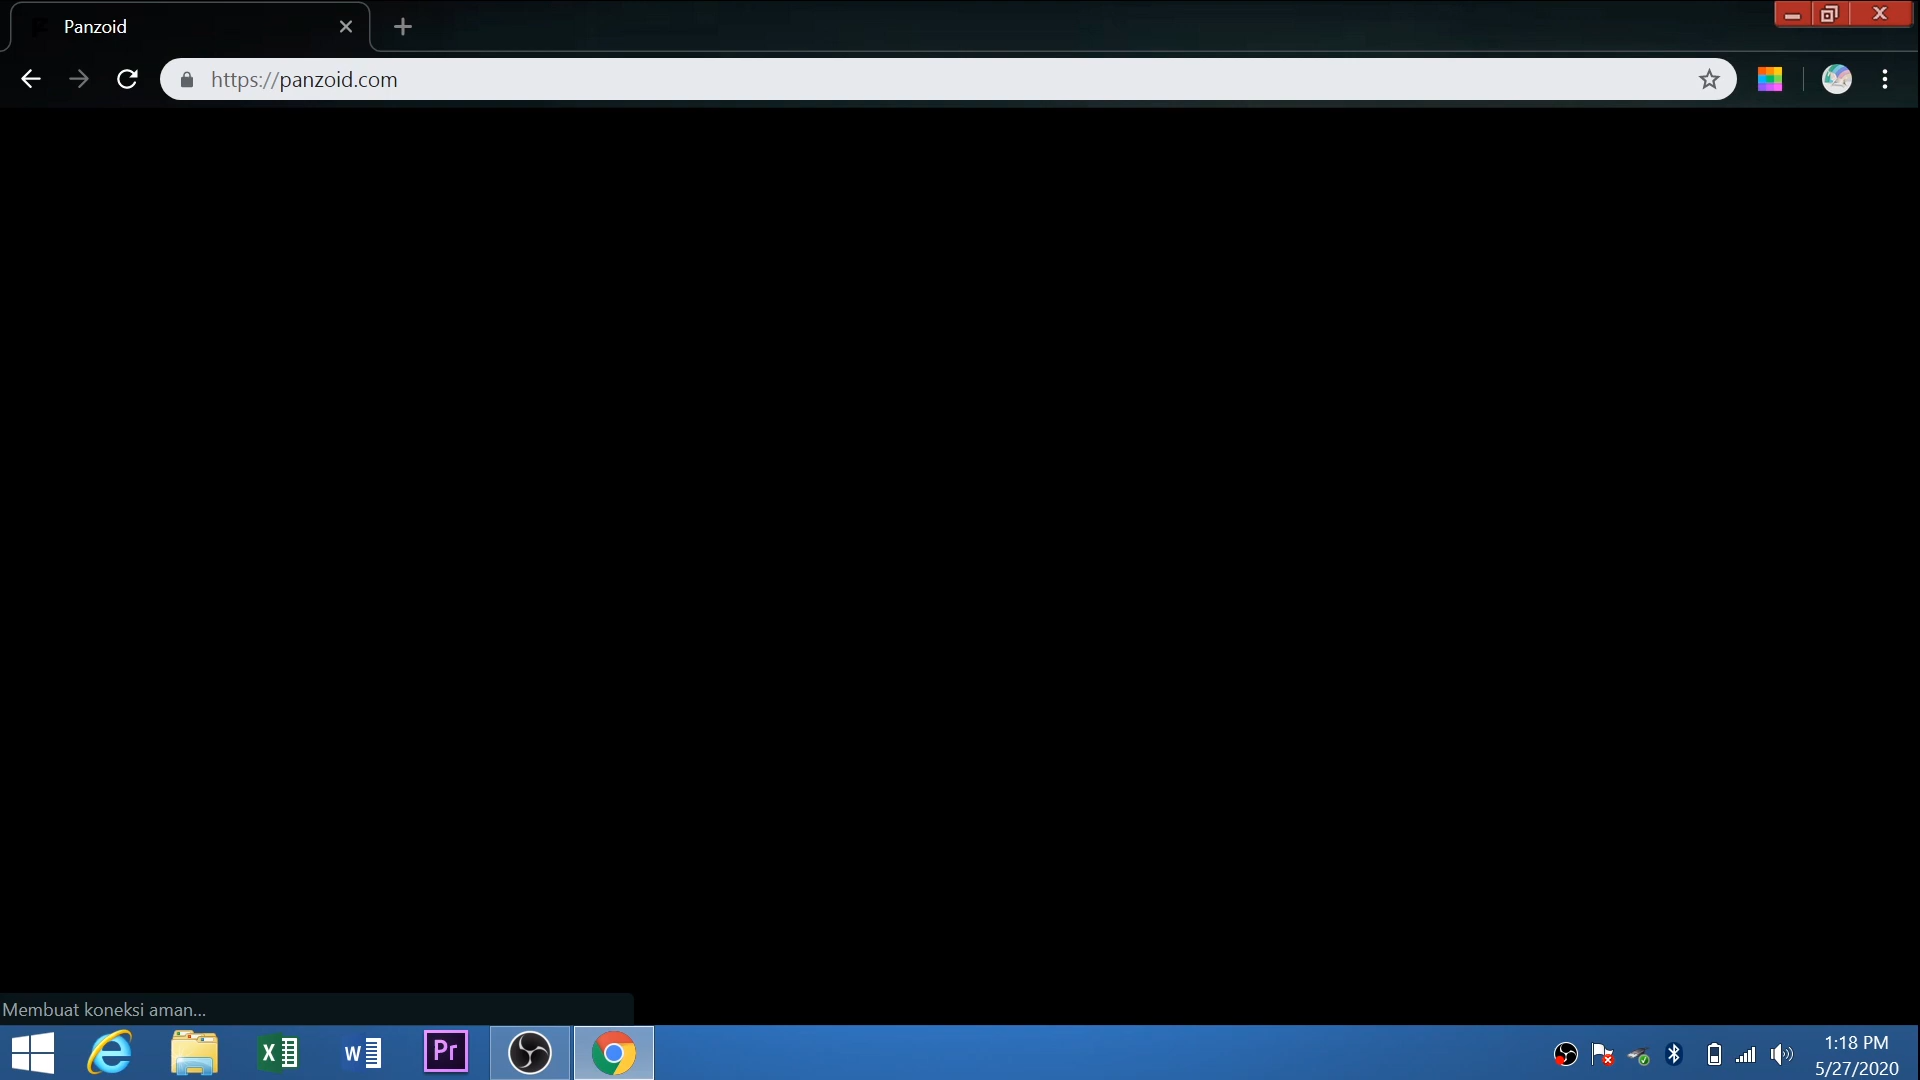 Panzoid
https://panzoid.com
Membuat koneksi aman...
X
W
Pr
1:18 PM
5/27/2020